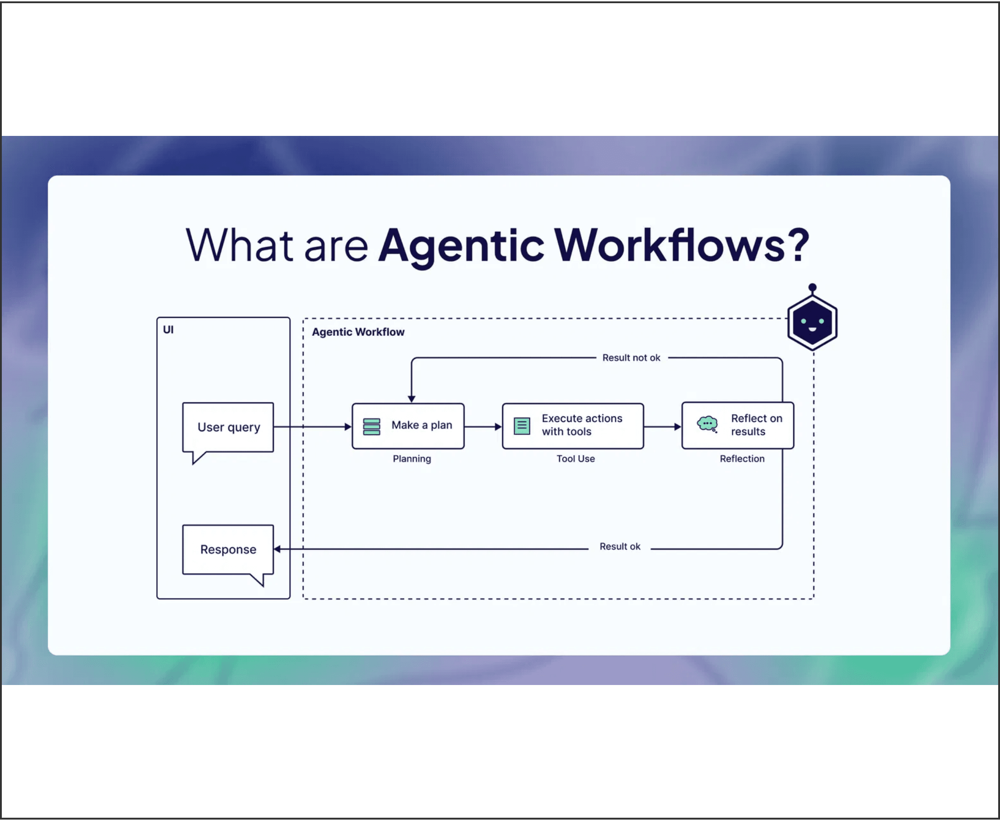 What are Agentic Workflows?
UI
Agentic Workflow
Result not ok
User query
Make a plan
Execute actions
with tools
Reflect on
results
Planning
Tool Use
Reflection
Response
Result ok